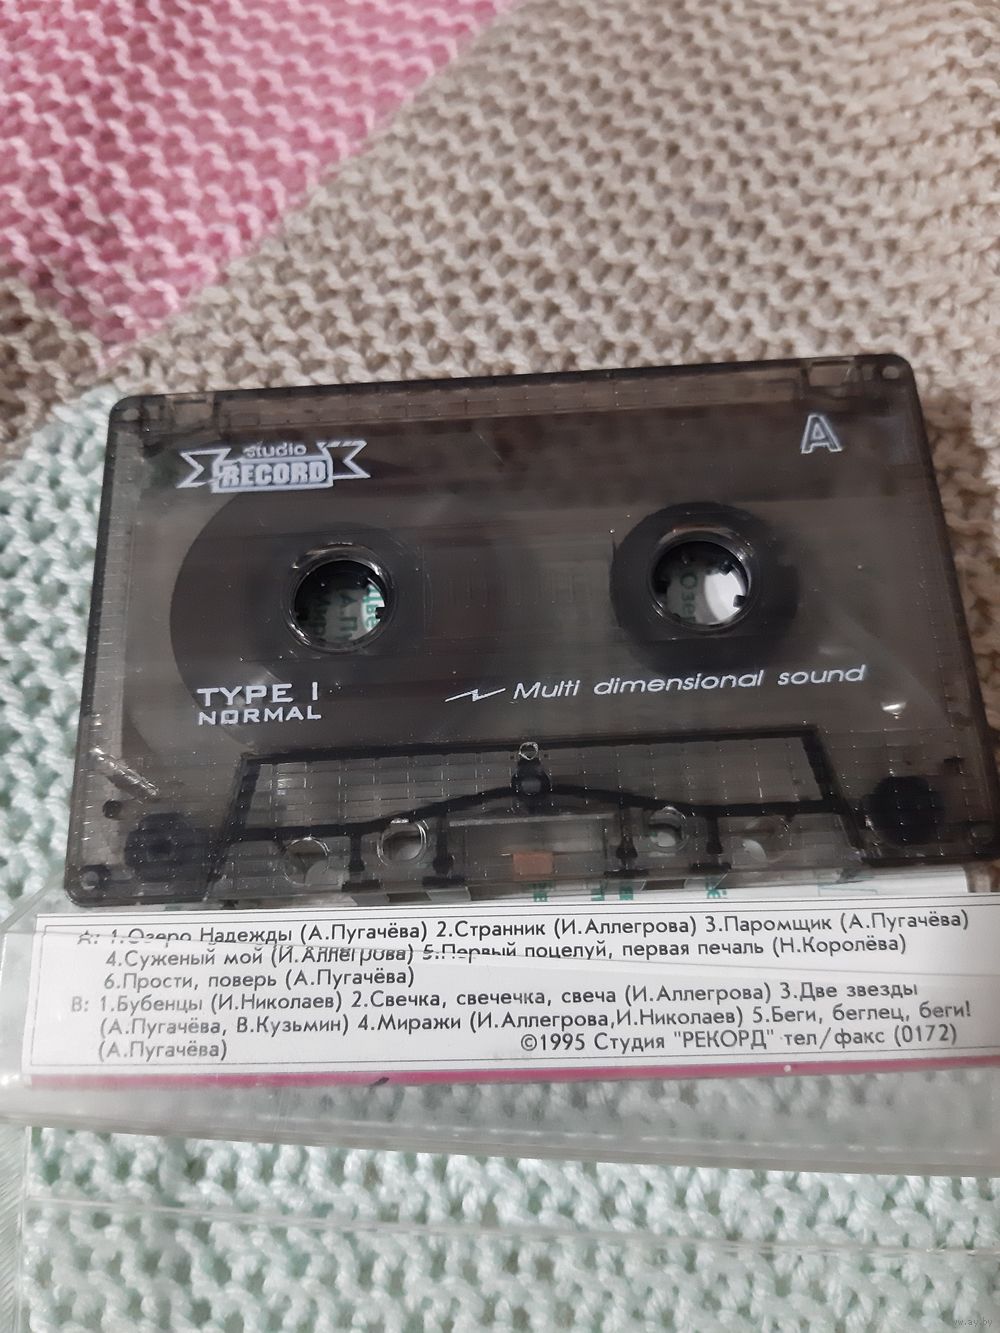 studio
RECORD
A
TYPE I
NORMAL
Multi dimensional sound
A: 1.Озеро Надежды (А.Пугачёва) 2.Странник (И.Аллегрова) 3.Паромщик (А.Пугачёва)
4.Суженый мой (И.Аллегрова) 5.Первый поцелуй, первая печаль (Н.Королёва)
6.Прости, поверь (А.Пугачёва)
B: 1.Бубенцы (И.Николаев) 2.Свечка, свечечка, свеча (И.Аллегрова) 3.Две звезды
(А.Пугачёва, В.Кузьмин) 4.Миражи (И.Аллегрова,И.Николаев) 5.Беги, беглец, беги!
(А.Пугачёва) ©1995 Студия "РЕКОРД" тел/факс (0172)